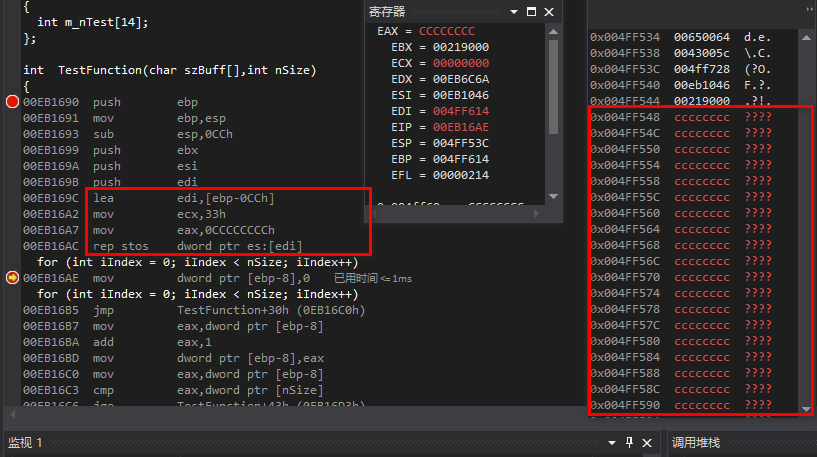 {
int m_nTest[14];
};
int TestFunction(char szBuff[],int nSize)
{
00EB1690 push ebp
00EB1691 mov ebp,esp
00EB1693 sub esp,0CCh
00EB1699 push ebx
00EB169A push esi
00EB169B push edi
00EB169C lea edi,[ebp-0CCh]
00EB16A2 mov ecx,33h
00EB16A7 mov eax,0CCCCCCCCh
00EB16AC rep stos dword ptr es:[edi]
for (int iIndex = 0; iIndex < nSize; iIndex++)
00EB16AE mov dword ptr [ebp-8],0 已用时间<=1ms
for (int iIndex = 0; iIndex < nSize; iIndex++)
00EB16B5 jmp TestFunction+30h (0EB16C0h)
00EB16B7 mov eax,dword ptr [ebp-8]
00EB16BA add eax,1
00EB16BD mov dword ptr [ebp-8],eax
00EB16C0 mov eax,dword ptr [ebp-8]
00EB16C3 cmp eax,dword ptr [nSize]
00EB16C6 jge TestFunction+43h (0EB16D3h)
寄存器
EAX = CCCCCCCC
EBX = 00219000
ECX = 00000000
EDX = 00EB6C6A
ESI = 00EB1046
EDI = 004FF614
EIP = 00EB16AE
ESP = 004FF53C
EBP = 004FF614
EFL = 00000214
0x004FF534 00650064 d.e.
0x004FF538 0043005c \.C.
0x004FF53C 004ff728 (?O.
0x004FF540 00eb1046 F.?.
0x004FF544 00219000 .?!.
0x004FF548 cccccccc ????
0x004FF54C cccccccc ????
0x004FF550 cccccccc ????
0x004FF554 cccccccc ????
0x004FF558 cccccccc ????
0x004FF55C cccccccc ????
0x004FF560 cccccccc ????
0x004FF564 cccccccc ????
0x004FF568 cccccccc ????
0x004FF56C cccccccc ????
0x004FF570 cccccccc ????
0x004FF574 cccccccc ????
0x004FF578 cccccccc ????
0x004FF57C cccccccc ????
0x004FF580 cccccccc ????
0x004FF584 cccccccc ????
0x004FF588 cccccccc ????
0x004FF58C cccccccc ????
0x004FF590 cccccccc ????
监视 1
调用堆栈